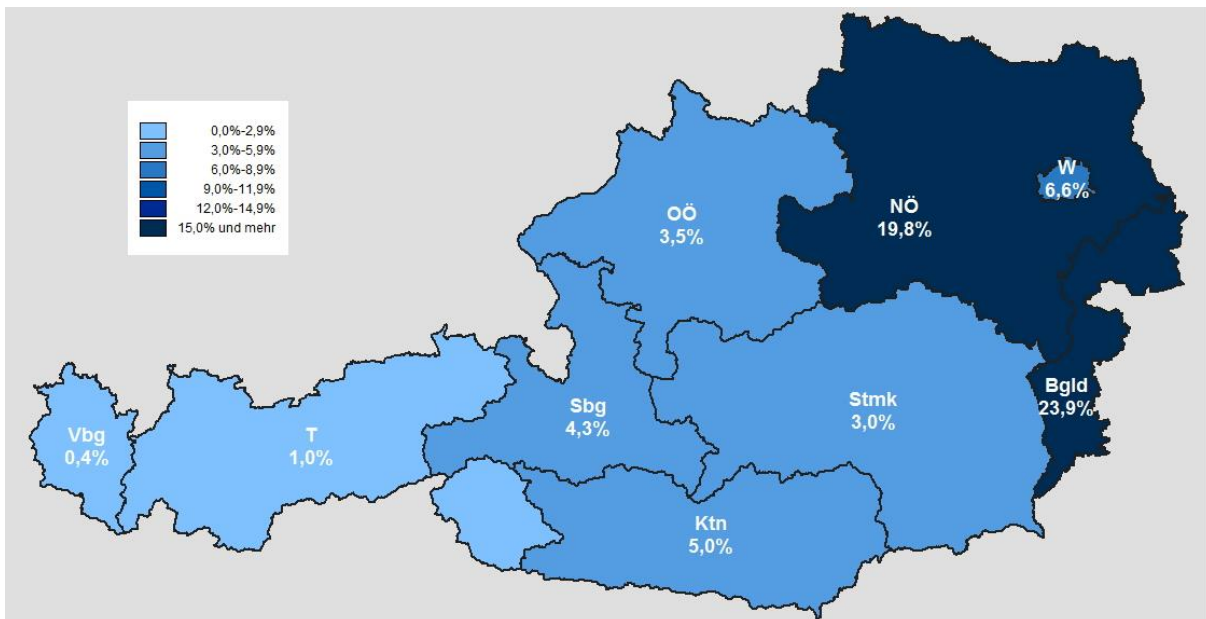 0,0%-2,9%
3,0%-5,9%
6,0%-8,9%
9,0%-11,9%
12,0%-14,9%
15,0% und mehr
W
6,6%
OÖ
3,5%
NÖ
19,8%
Bgld
23,9%
Stmk
3,0%
Sbg
4,3%
Vbg
0,4%
T
1,0%
Ktn
5,0%